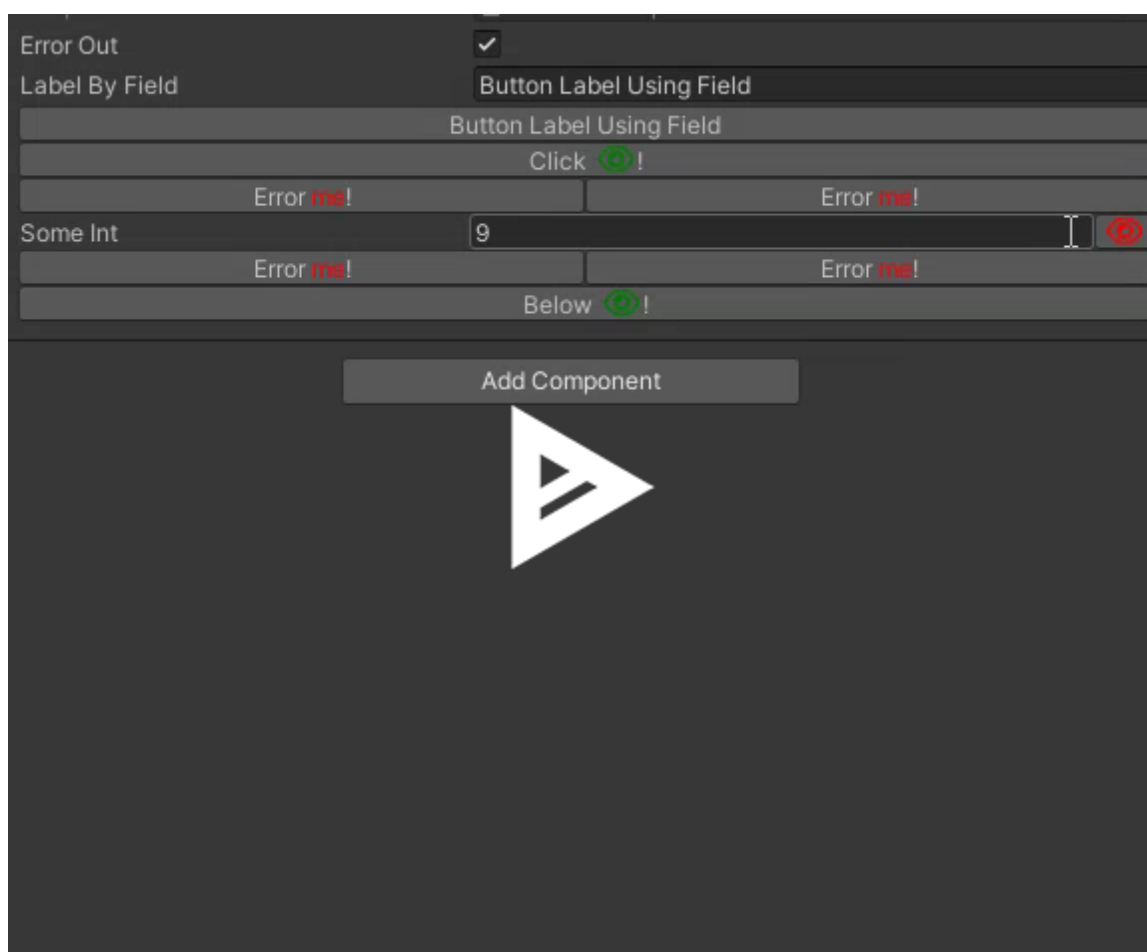 Error Out
Label By Field Button Label Using Field
Button Label Using Field
Click !
Error me! Error me!
Some Int 9
Error me! Error me!
Below !
Add Component